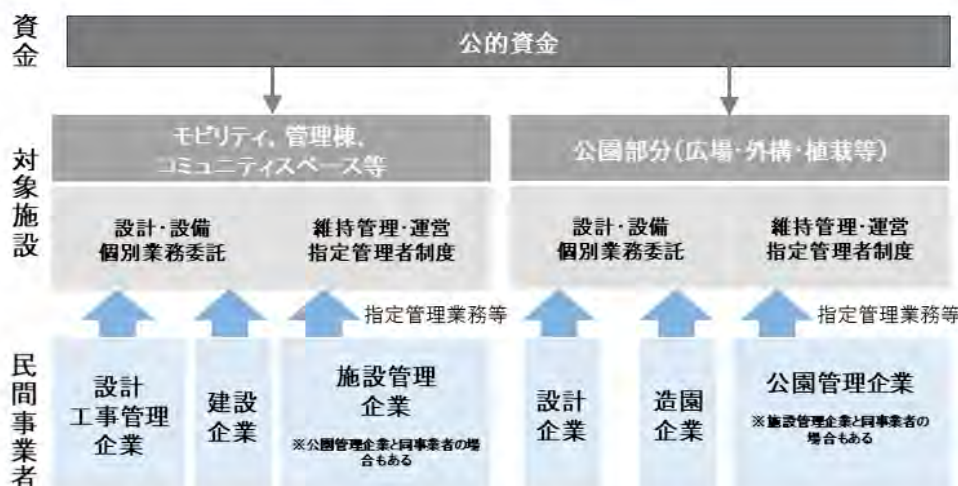 資金
公的資金
対象施設
モビリティ、管理棟、
コミュニティスペース等
公園部分(広場・外構・植栽等)
設計・設備
個別業務委託
維持管理・運営
指定管理者制度
設計・設備
個別業務委託
維持管理・運営
指定管理者制度
指定管理業務等
指定管理業務等
民間事業者
設計
工事管理
企業
建設
企業
施設管理
企業
※公園管理企業と同事業者の場
合もある
設計
企業
造園
企業
公園管理企業
※施設管理企業と同事業者の
場合もある